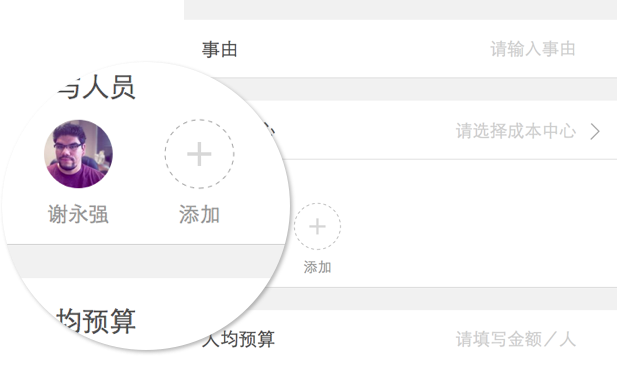 事由 请输入事由
与人员
请选择成本中心
谢永强 添加
添加
均预算
人均预算 请填写金额／人